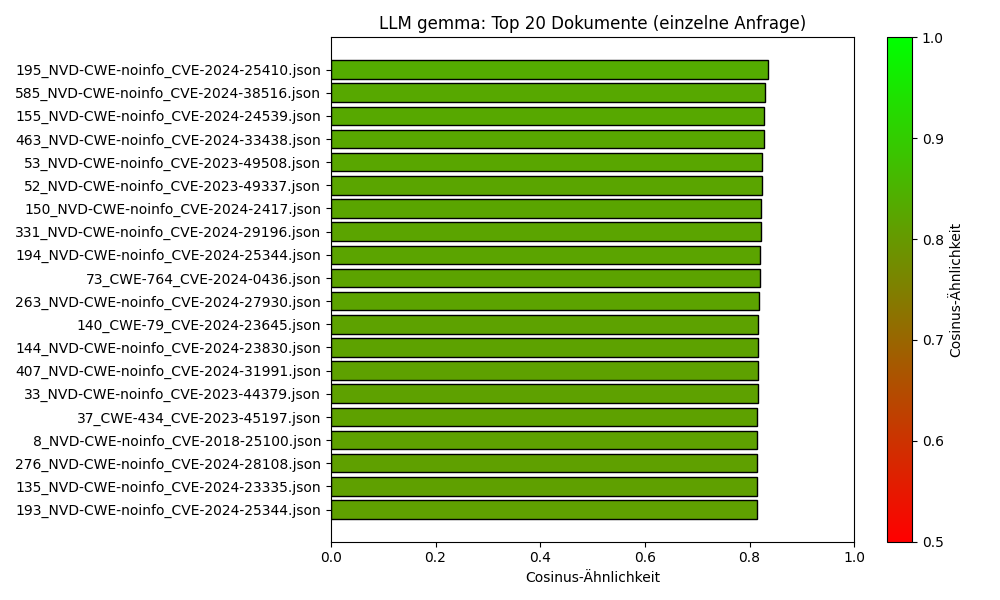 LLM gemma: Top 20 Dokumente (einzelne Anfrage)
195_NVD-CWE-noinfo_CVE-2024-25410.json
585_NVD-CWE-noinfo_CVE-2024-38516.json
155_NVD-CWE-noinfo_CVE-2024-24539.json
463_NVD-CWE-noinfo_CVE-2024-33438.json
53_NVD-CWE-noinfo_CVE-2023-49508.json
52_NVD-CWE-noinfo_CVE-2023-49337.json
150_NVD-CWE-noinfo_CVE-2024-2417.json
331_NVD-CWE-noinfo_CVE-2024-29196.json
194_NVD-CWE-noinfo_CVE-2024-25344.json
73_CWE-764_CVE-2024-0436.json
263_NVD-CWE-noinfo_CVE-2024-27930.json
140_CWE-79_CVE-2024-23645.json
144_NVD-CWE-noinfo_CVE-2024-23830.json
407_NVD-CWE-noinfo_CVE-2024-31991.json
33_NVD-CWE-noinfo_CVE-2023-44379.json
37_CWE-434_CVE-2023-45197.json
8_NVD-CWE-noinfo_CVE-2018-25100.json
276_NVD-CWE-noinfo_CVE-2024-28108.json
135_NVD-CWE-noinfo_CVE-2024-23335.json
193_NVD-CWE-noinfo_CVE-2024-25344.json
0.0 0.2 0.4 0.6 0.8 1.0
Cosinus-Ähnlichkeit
1.0
0.9
0.8
0.7
0.6
0.5
Cosinus-Ähnlichkeit